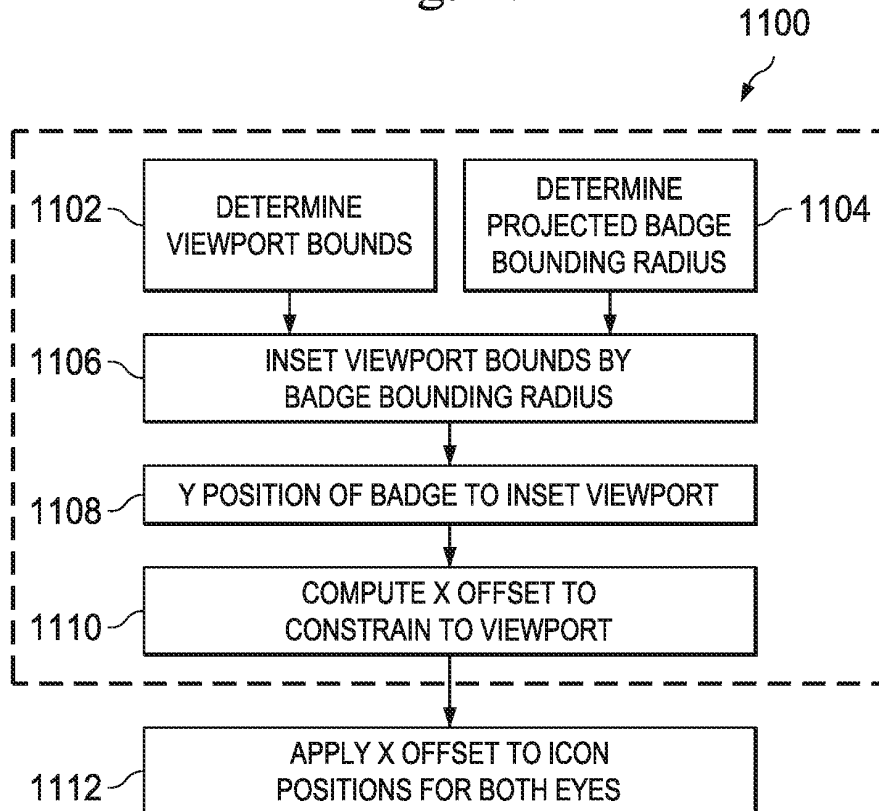 1100
1102
DETERMINE
VIEWPORT BOUNDS
DETERMINE
PROJECTED BADGE
BOUNDING RADIUS
1104
1106
INSET VIEWPORT BOUNDS BY
BADGE BOUNDING RADIUS
1108
Y POSITION OF BADGE TO INSET VIEWPORT
1110
COMPUTE X OFFSET TO
CONSTRAIN TO VIEWPORT
1112
APPLY X OFFSET TO ICON
POSITIONS FOR BOTH EYES